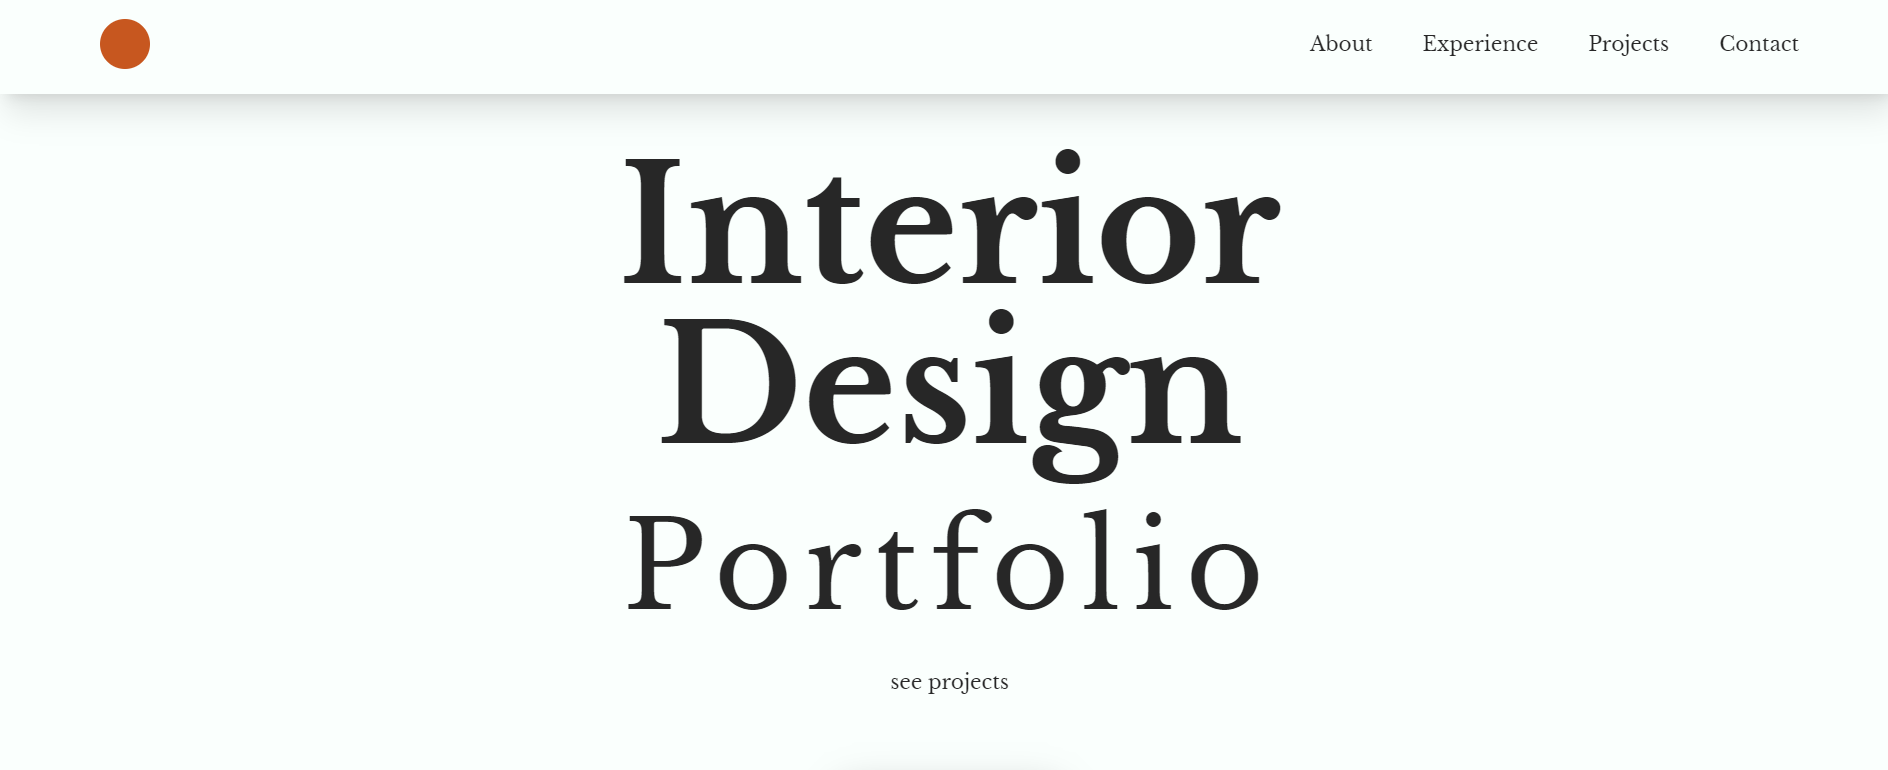 About Experience Projects Contact
Interior
Design
Portfolio
see projects